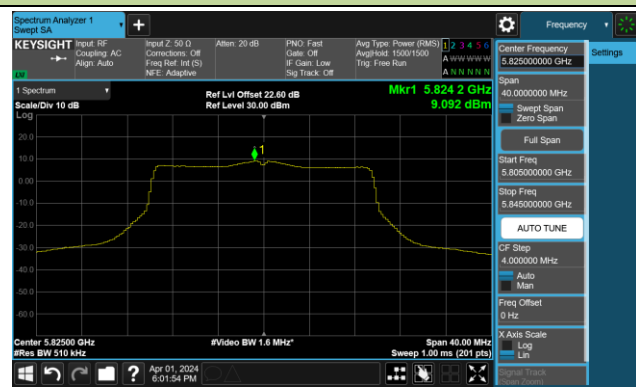 Spectrum Analyzer 1
Swept SA
+
Frequency
KEYSIGHT
Input: RF
Coupling: AC
Align: Auto
Input Z: 50 Ω
Corrections: Off
Freq Ref: Int (S)
NFE: Adaptive
Atten: 20 dB
PNO: Fast
Gate: Off
IF Gain: Low
Sig Track: Off
Avg Type: Power (RMS)
Avg|Hold: 1500/1500
Trig: Free Run
1 2 3 4 5 6
A W W W W W
A N N N N N
LW
1 Spectrum
Scale/Div 10 dB
Log
Ref Lvl Offset 22.60 dB
Ref Level 30.00 dBm
Mkr1 5.824 2 GHz
9.092 dBm
1
20.0
10.0
0.00
-10.0
-20.0
-30.0
-40.0
-50.0
-60.0
Center 5.82500 GHz
#Res BW 510 kHz
#Video BW 1.6 MHz*
Span 40.00 MHz
Sweep 1.00 ms (201 pts)
Apr 01, 2024
6:01:54 PM
?
Center Frequency
5.825000000 GHz
Settings
Span
40.0000000 MHz
Swept Span
Zero Span
Full Span
Start Freq
5.805000000 GHz
Stop Freq
5.845000000 GHz
AUTO TUNE
CF Step
4.000000 MHz
Auto
Man
Freq Offset
0 Hz
X Axis Scale
Log
Lin
Signal Track
(Span Zoom)